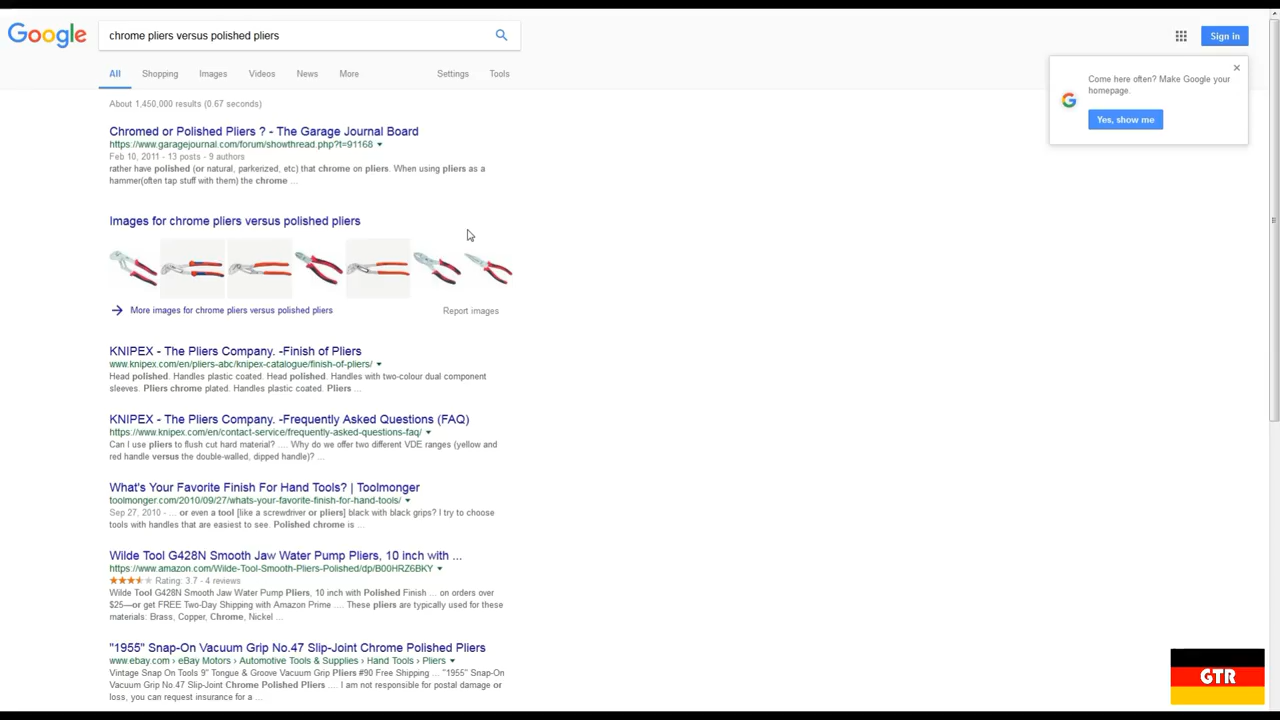 Google
chrome pliers versus polished pliers
Sign in
All Shopping Images Videos News More Settings Tools
Come here often? Make Google your
homepage.
Yes, show me
About 1,450,000 results (0.67 seconds)
Chromed or Polished Pliers ? - The Garage Journal Board
https://www.garagejournal.com/forum/showthread.php?t=91168
Feb 10, 2011 - 13 posts - 9 authors
rather have polished (or natural, parkerized, etc) that chrome on pliers. When using pliers as a
hammer(often tap stuff with them) the chrome ...
Images for chrome pliers versus polished pliers
More images for chrome pliers versus polished pliers
Report images
KNIPEX - The Pliers Company. -Finish of Pliers
www.knipex.com/en/pliers-abc/knipex-catalogue/finish-of-pliers/
Head polished. Handles plastic coated. Head polished. Handles with two-colour dual component
sleeves. Pliers chrome plated. Handles plastic coated. Pliers ...
KNIPEX - The Pliers Company. -Frequently Asked Questions (FAQ)
https://www.knipex.com/en/contact-service/frequently-asked-questions-faq/
Can I use pliers to flush cut hard material? .... Why do we offer two different VDE ranges (yellow and
red handle versus the double-walled, dipped handle)? ...
What's Your Favorite Finish For Hand Tools? | Toolmonger
toolmonger.com/2010/09/27/whats-your-favorite-finish-for-hand-tools/
Sep 27, 2010 - ... or even a tool [like a screwdriver or pliers] black with black grips? I try to choose
tools with handles that are easiest to see. Polished chrome is ...
Wilde Tool G428N Smooth Jaw Water Pump Pliers, 10 inch with ...
https://www.amazon.com/Wilde-Tool-Smooth-Pliers-Polished/dp/B00HRZ6BKY
Rating: 3.7 - 4 reviews
Wilde Tool G428N Smooth Jaw Water Pump Pliers, 10 inch with Polished Finish ... on orders over
$25—or get FREE Two-Day Shipping with Amazon Prime .... These pliers are typically used for these
materials: Brass, Copper, Chrome, Nickel ...
"1955" Snap-On Vacuum Grip No.47 Slip-Joint Chrome Polished Pliers
www.ebay.com › eBay Motors › Automotive Tools & Supplies › Hand Tools › Pliers
Vintage Snap On Tools 9" Tongue & Groove Vacuum Grip Pliers #90 Free Shipping ... "1955" Snap-On
Vacuum Grip No.47 Slip-Joint Chrome Polished Pliers .... I am not responsible for postal damage or
loss, you can request insurance for a ...
GTR